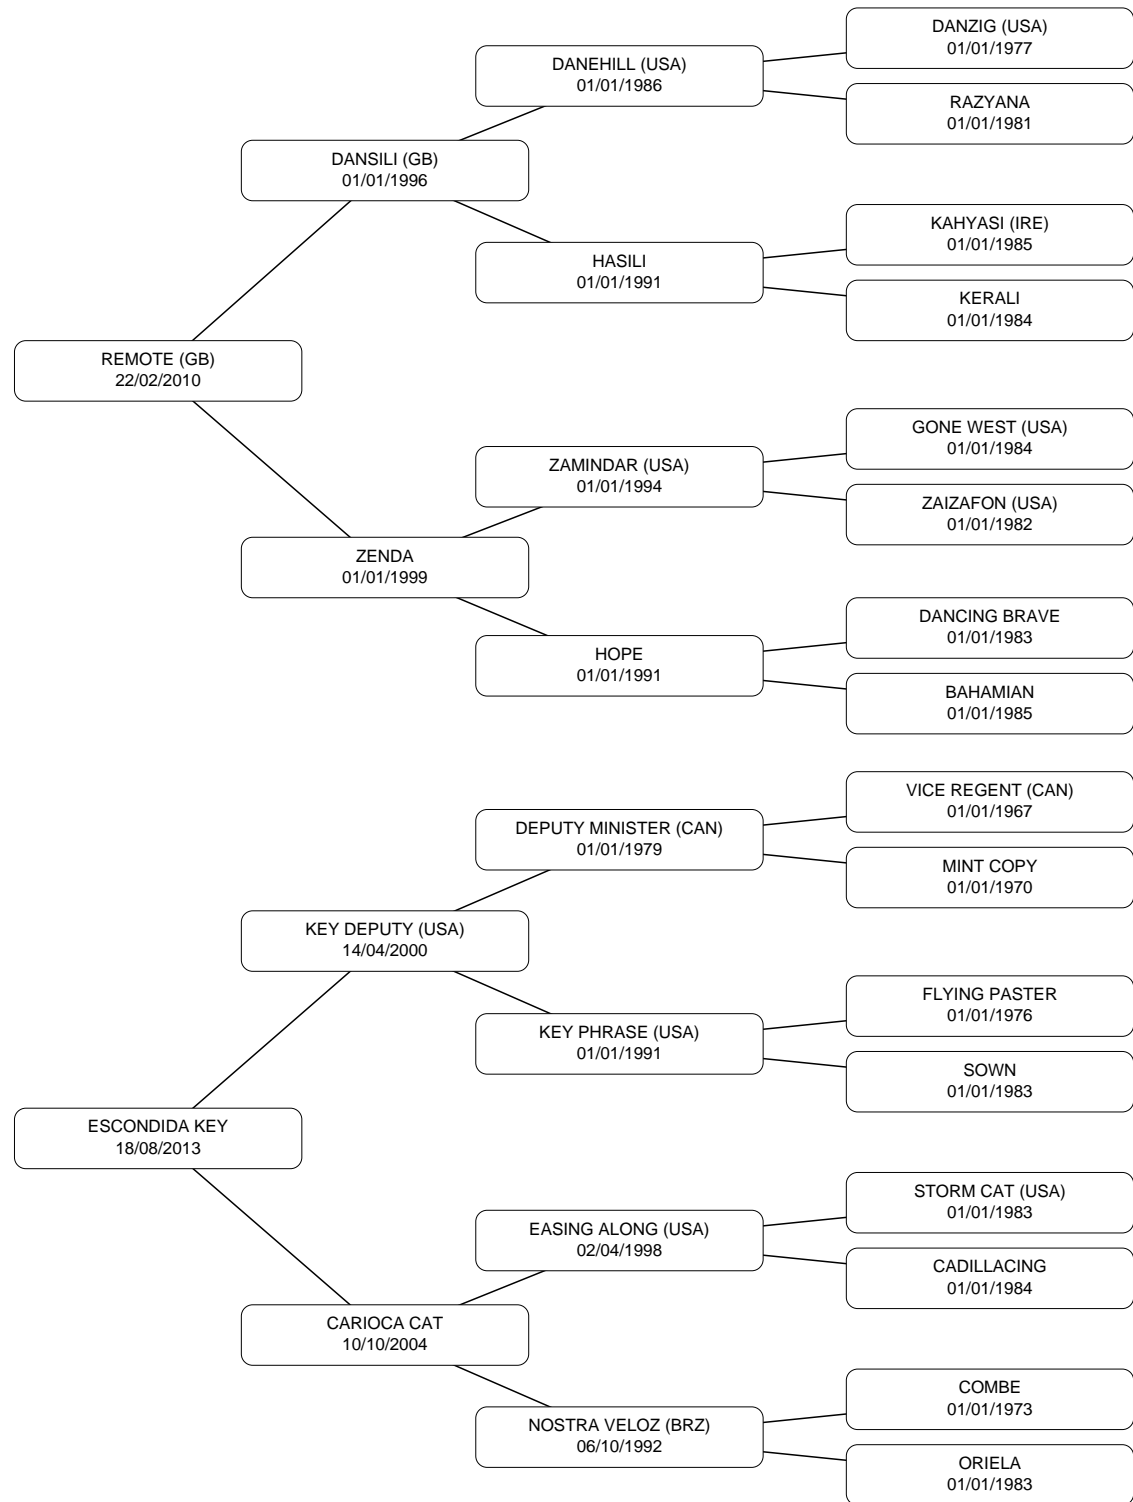 DANZIG (USA)
01/01/1977
DANEHILL (USA)
01/01/1986
RAZYANA
01/01/1981
DANSILI (GB)
01/01/1996
KAHYASI (IRE)
01/01/1985
HASILI
01/01/1991
KERALI
01/01/1984
REMOTE (GB)
22/02/2010
GONE WEST (USA)
01/01/1984
ZAMINDAR (USA)
01/01/1994
ZAIZAFON (USA)
01/01/1982
ZENDA
01/01/1999
DANCING BRAVE
01/01/1983
HOPE
01/01/1991
BAHAMIAN
01/01/1985
VICE REGENT (CAN)
01/01/1967
DEPUTY MINISTER (CAN)
01/01/1979
MINT COPY
01/01/1970
KEY DEPUTY (USA)
14/04/2000
FLYING PASTER
01/01/1976
KEY PHRASE (USA)
01/01/1991
SOWN
01/01/1983
ESCONDIDA KEY
18/08/2013
STORM CAT (USA)
01/01/1983
EASING ALONG (USA)
02/04/1998
CADILLACING
01/01/1984
CARIOCA CAT
10/10/2004
COMBE
01/01/1973
NOSTRA VELOZ (BRZ)
06/10/1992
ORIELA
01/01/1983